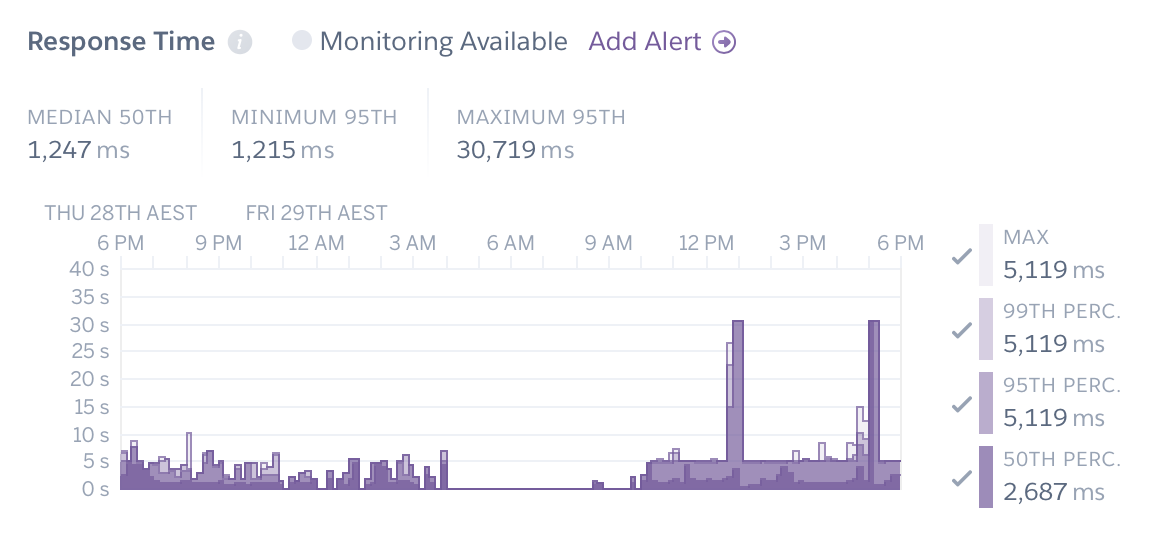 Response Time i Monitoring Available Add Alert
MEDIAN 50TH MINIMUM 95TH MAXIMUM 95TH
1,247 ms 1,215 ms 30,719 ms
THU 28TH AEST FRI 29TH AEST
6 PM 9 PM 12 AM 3 AM 6 AM 9 AM 12 PM 3 PM 6 PM
40 s
35 s
30 s
25 s
20 s
15 s
10 s
5 s
0 s
MAX
5,119 ms
99TH PERC.
5,119 ms
95TH PERC.
5,119 ms
50TH PERC.
2,687 ms